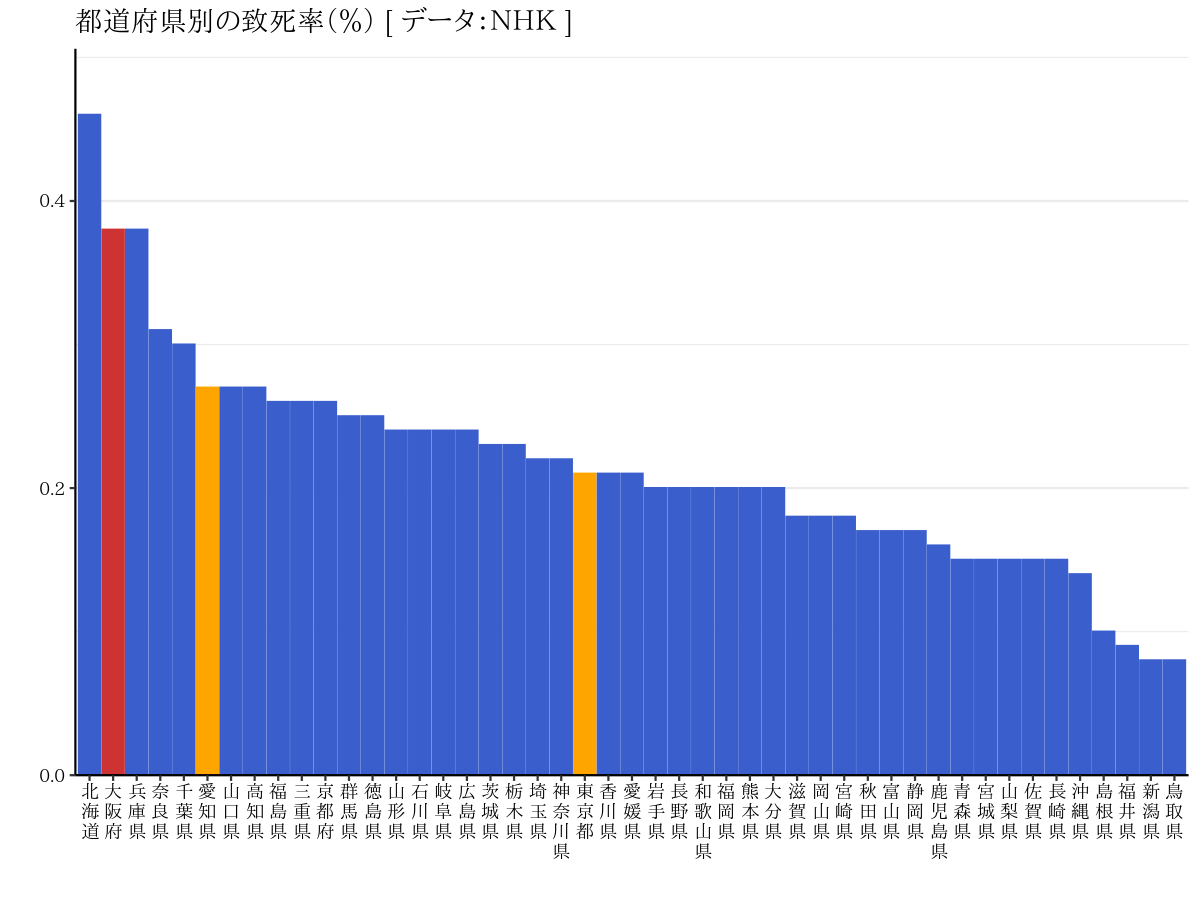 都道府県別の致死率(%) [ データ:NHK ]
0.4
0.2
0.0
北海道
大阪府
兵庫県
奈良県
千葉県
愛知県
山口県
高知県
福島県
三重県
京都府
群馬県
徳島県
山形県
石川県
岐阜県
広島県
茨城県
栃木県
埼玉県
神奈川県
東京都
香川県
愛媛県
岩手県
長野県
和歌山県
福岡県
熊本県
大分県
滋賀県
岡山県
宮崎県
秋田県
富山県
静岡県
鹿児島県
青森県
宮城県
山梨県
佐賀県
長崎県
沖縄県
島根県
福井県
新潟県
鳥取県